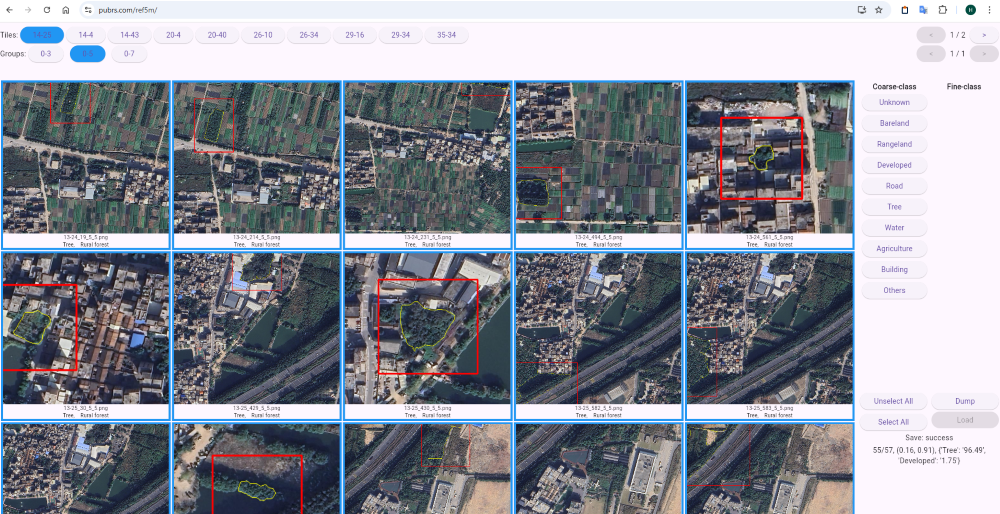 pubrs.com/ref5m/
H
Tiles: 14-29 14-4 14-43 20-4 20-40 26-10 26-34 29-16 29-34 35-34 < 1 / 2 >
Groups: 0-3 0-7 < 1 / 1 >
Coarse-class Fine-class
Unknown
Bareland
Rangeland
Developed
Road
Tree
Water
Agriculture
Building
Others
13-24_19_5_5.png 13-24_214_5_5.png 13-24_231_5_5.png 13-24_494_5_5.png 13-24_561_5_5.png
Tree, Rural forest Tree, Rural forest Tree, Rural forest Tree, Rural forest Tree, Rural forest
13-25_30_5_5.png 13-25_425_5_5.png 13-25_430_5_5.png 13-25_582_5_5.png 13-25_583_5_5.png
Tree, Rural forest Tree, Rural forest Tree, Rural forest Tree, Rural forest Tree, Rural forest
Unselect All Dump
Select All Load
Save: success
55/57, (0.16, 0.91), {'Tree': '96.49',
'Developed': '1.75'}